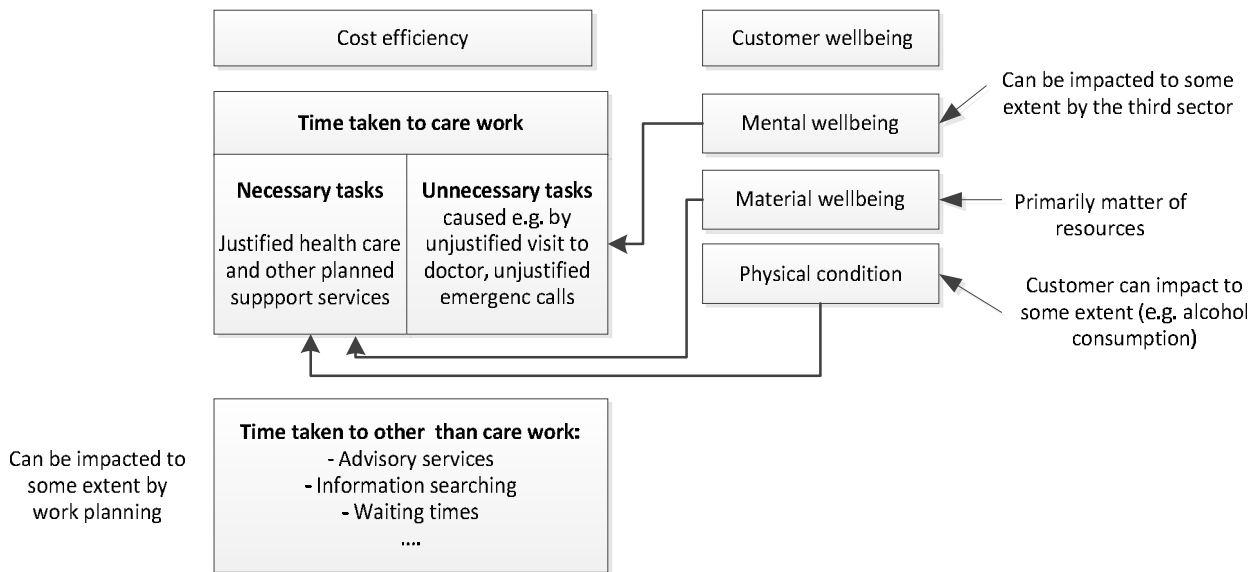 Cost efficiency
Customer wellbeing
Time taken to care work
Necessary tasks
Justified health care
and other planned
suppport services
Unnecessary tasks
caused e.g. by
unjustified visit to
doctor, unjustified
emergenc calls
Mental wellbeing
Material wellbeing
Physical condition
Can be impacted to some
extent by the third sector
Primarily matter of
resources
Customer can impact to
some extent (e.g. alcohol
consumption)
Can be impacted to
some extent by
work planning
Time taken to other than care work:
- Advisory services
- Information searching
- Waiting times
....